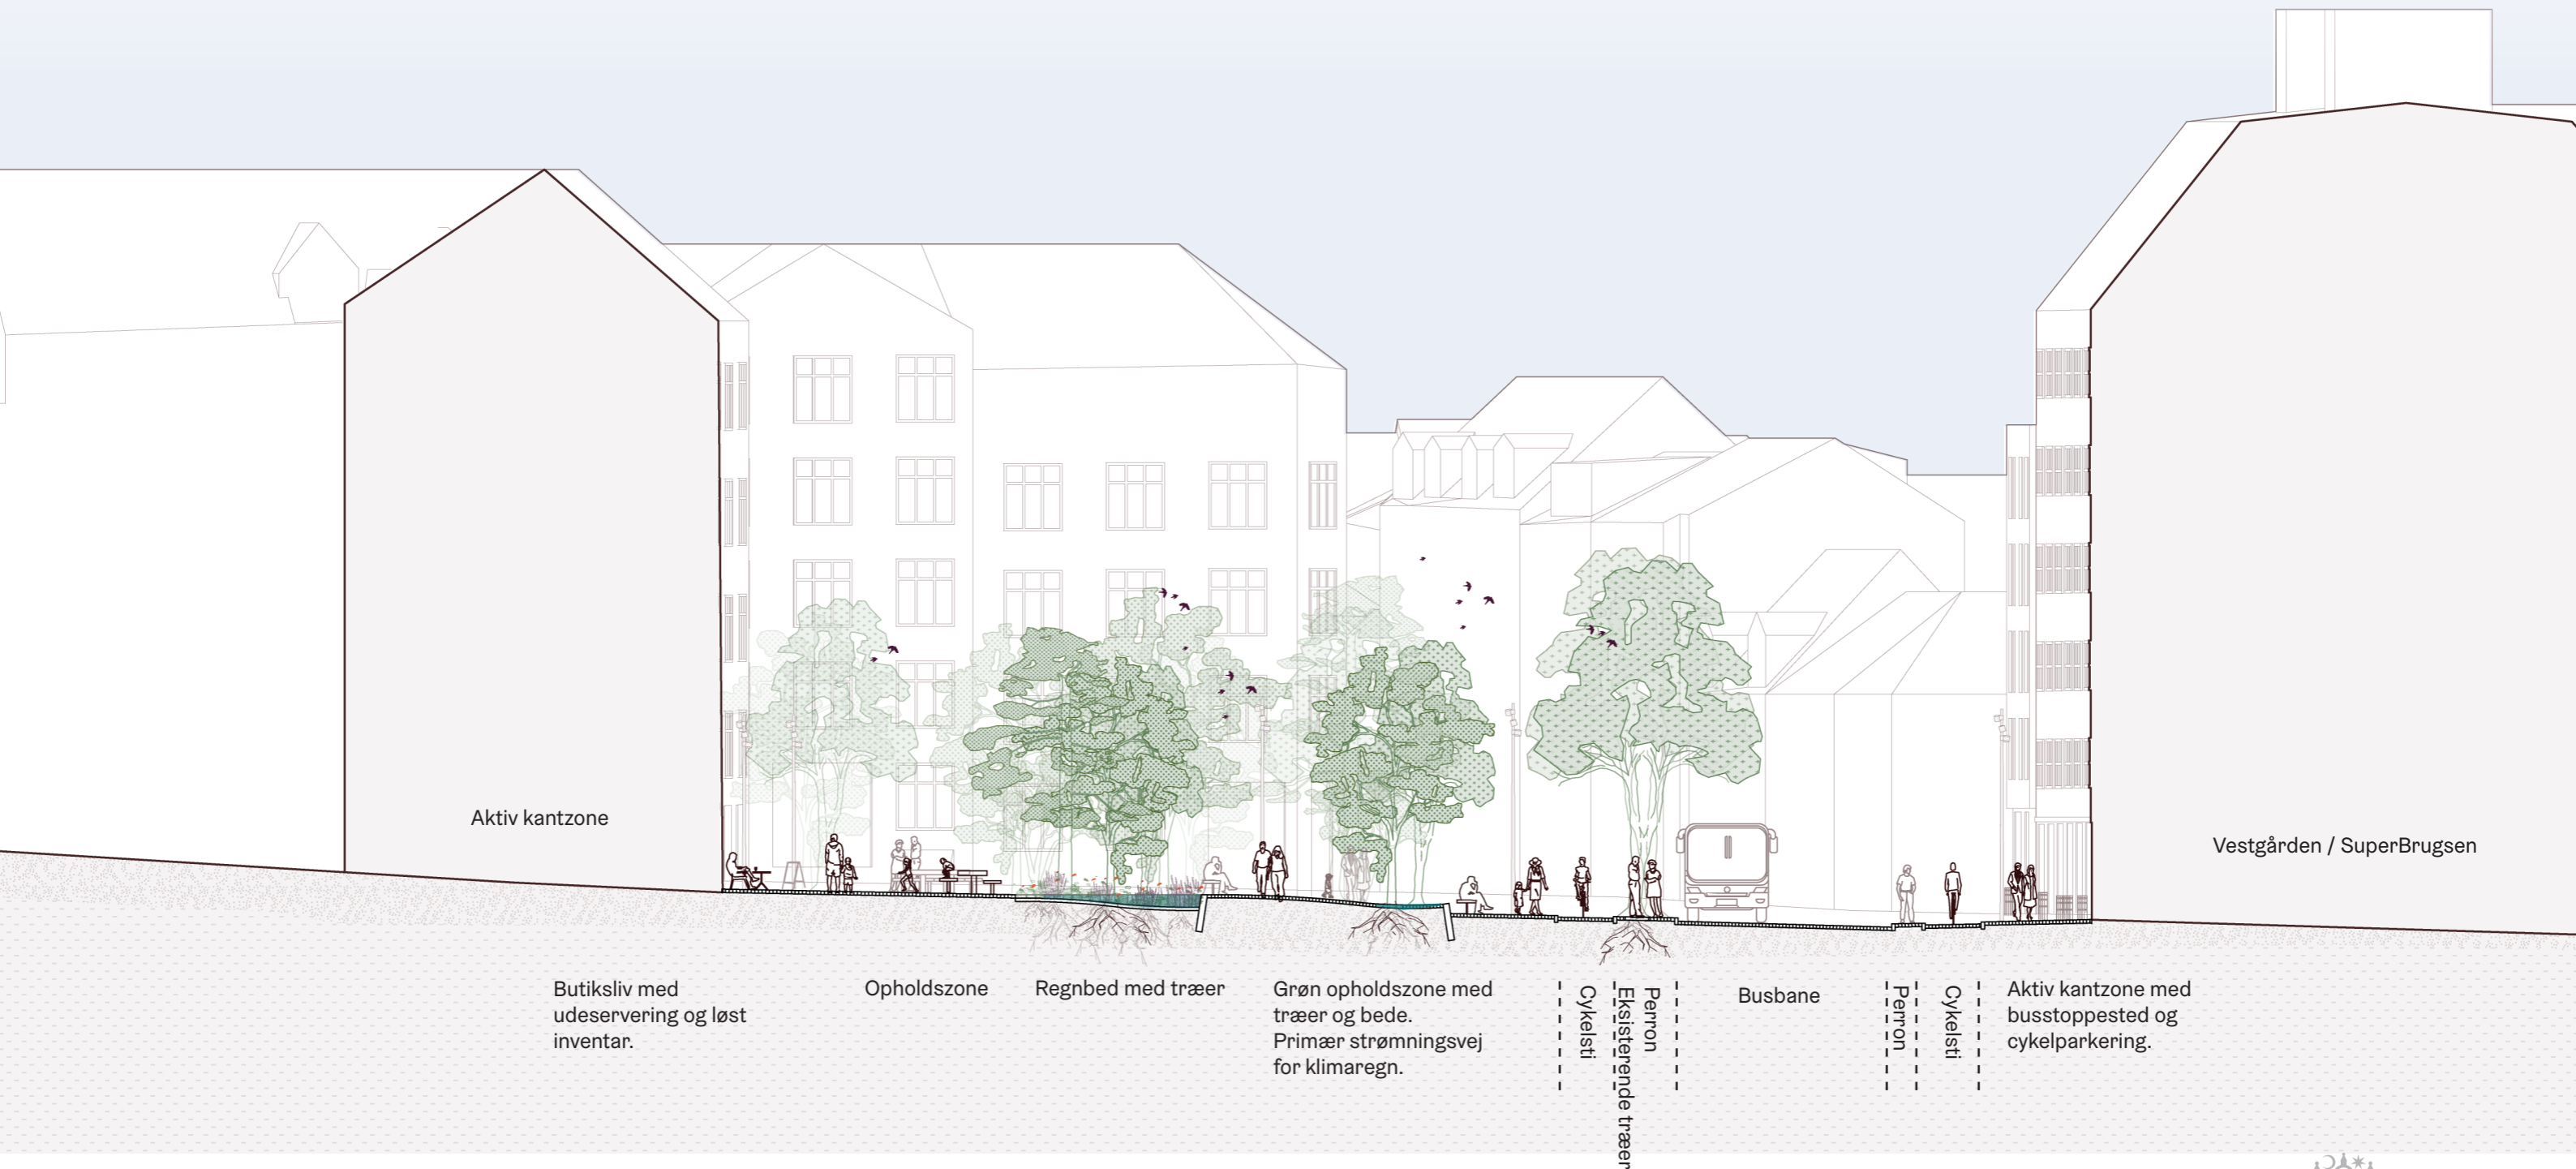 Aktiv kantzone
Vestgården / SuperBrugsen
Butiksliv med
udeservering og løst
inventar.
Opholdszone
Regnbed med træer
Grøn opholdszone med
træer og bede.
Primær strømningsvej
for klimaregn.
Cykelsti
Perron
Eksisterende træer
Busbane
Perron
Cykelsti
Aktiv kantzone med
busstoppested og
cykelparkering.